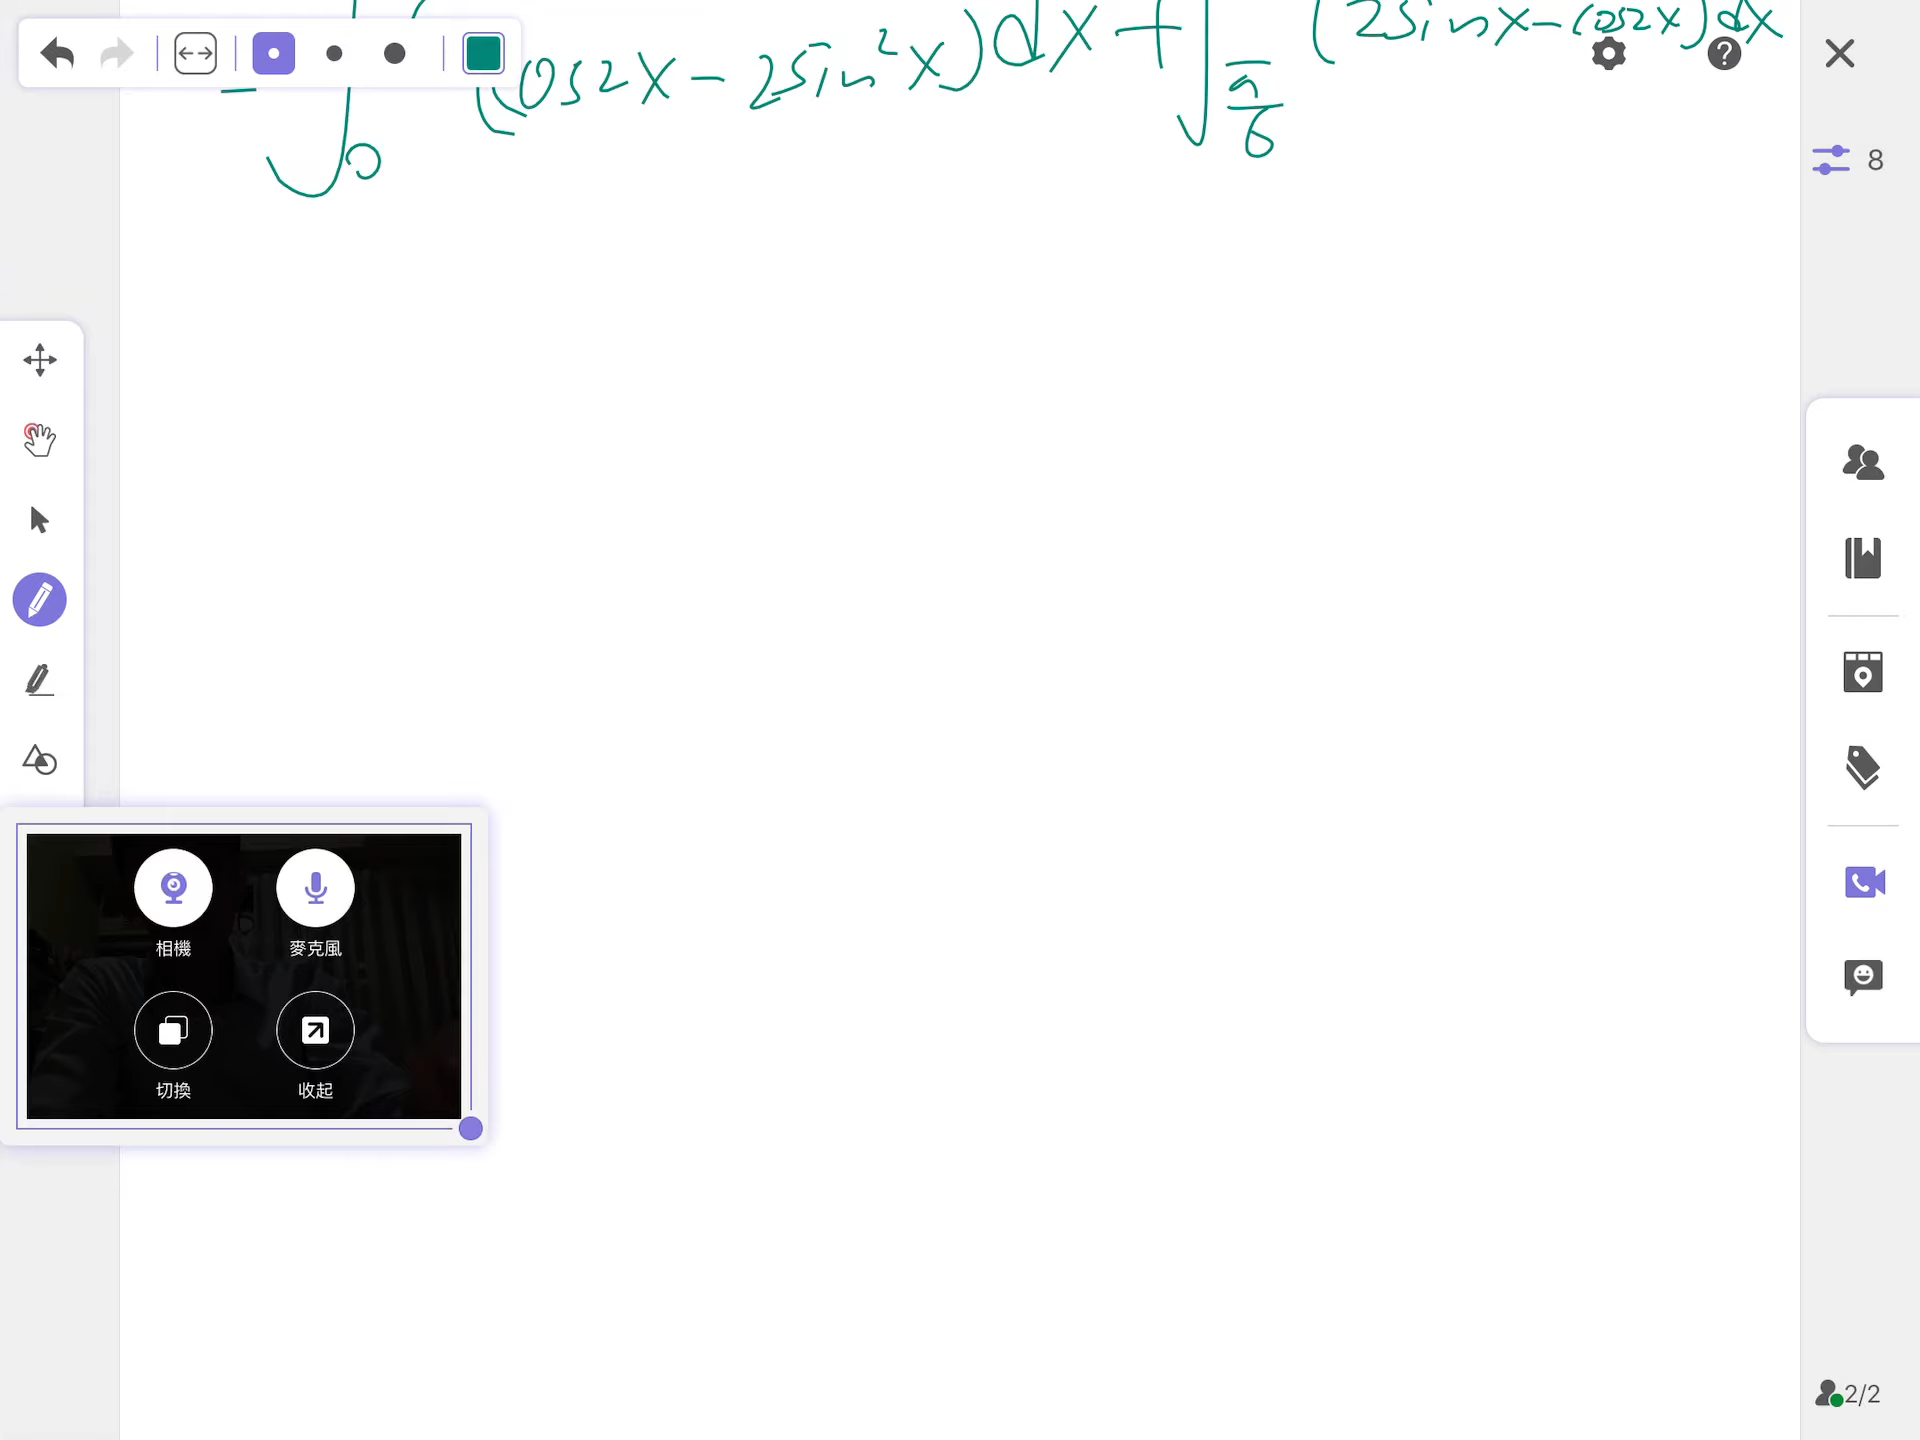 = ∫₀ (cos2x - 2sin²x)dx + ∫ π/6 (2sinx - cos2x)dx
8
相機 麥克風
切換 收起
2/2